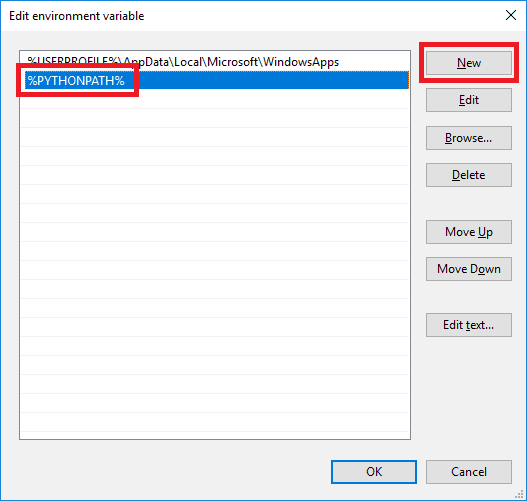 Edit environment variable
%USERPROFILE%\AppData\Local\Microsoft\WindowsApps
%PYTHONPATH%
New
Edit
Browse...
Delete
Move Up
Move Down
Edit text...
OK
Cancel